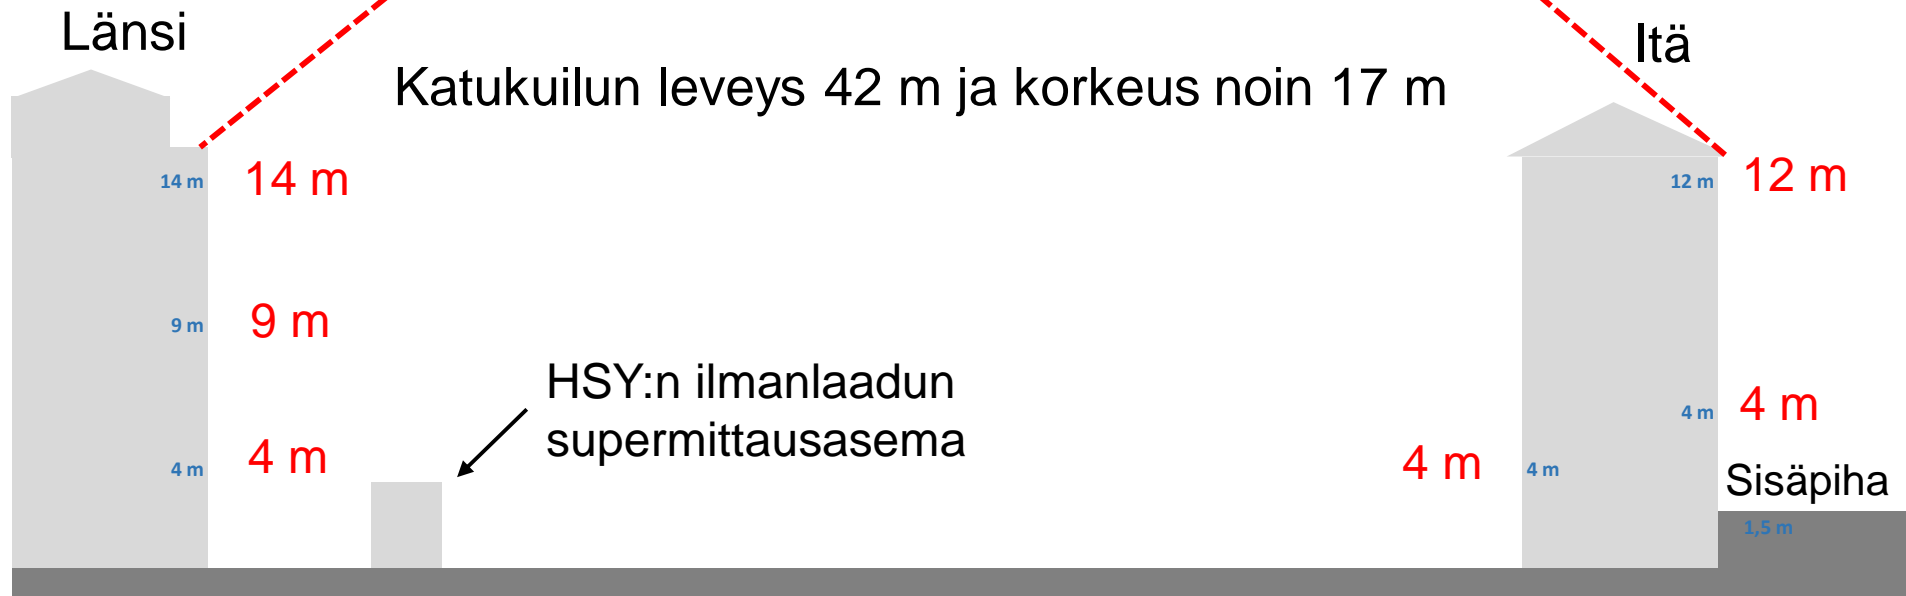 Länsi
Itä
Katukuilun leveys 42 m ja korkeus noin 17 m
14 m
14 m
12 m
12 m
9 m
9 m
HSY:n ilmanlaadun
supermittausasema
4 m
4 m
4 m
4 m
4 m
4 m
Sisäpiha
1,5 m